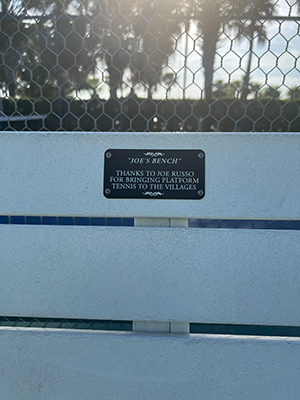 "JOE'S BENCH"
THANKS TO JOE RUSSO
FOR BRINGING PLATFORM
TENNIS TO THE VILLAGES